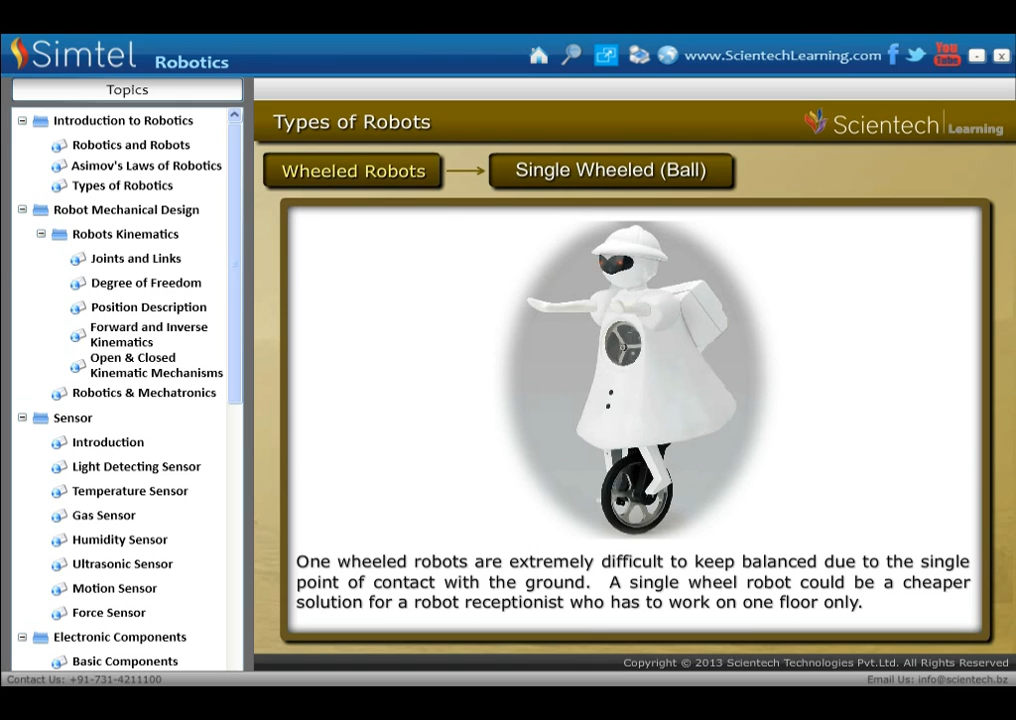 Simtel Robotics
www.ScientechLearning.com
You
Tube
- x
Topics
Introduction to Robotics
Robotics and Robots
Asimov's Laws of Robotics
Types of Robotics
Robot Mechanical Design
Robots Kinematics
Joints and Links
Degree of Freedom
Position Description
Forward and Inverse
Kinematics
Open & Closed
Kinematic Mechanisms
Robotics & Mechatronics
Sensor
Introduction
Light Detecting Sensor
Temperature Sensor
Gas Sensor
Humidity Sensor
Ultrasonic Sensor
Motion Sensor
Force Sensor
Electronic Components
Basic Components
Types of Robots
Scientech Learning
Wheeled Robots
Single Wheeled (Ball)
One wheeled robots are extremely difficult to keep balanced due to the single
point of contact with the ground. A single wheel robot could be a cheaper
solution for a robot receptionist who has to work on one floor only.
Copyright © 2013 Scientech Technologies Pvt.Ltd. All Rights Reserved
Contact Us: +91-731-4211100
Email Us: info@scientech.bz